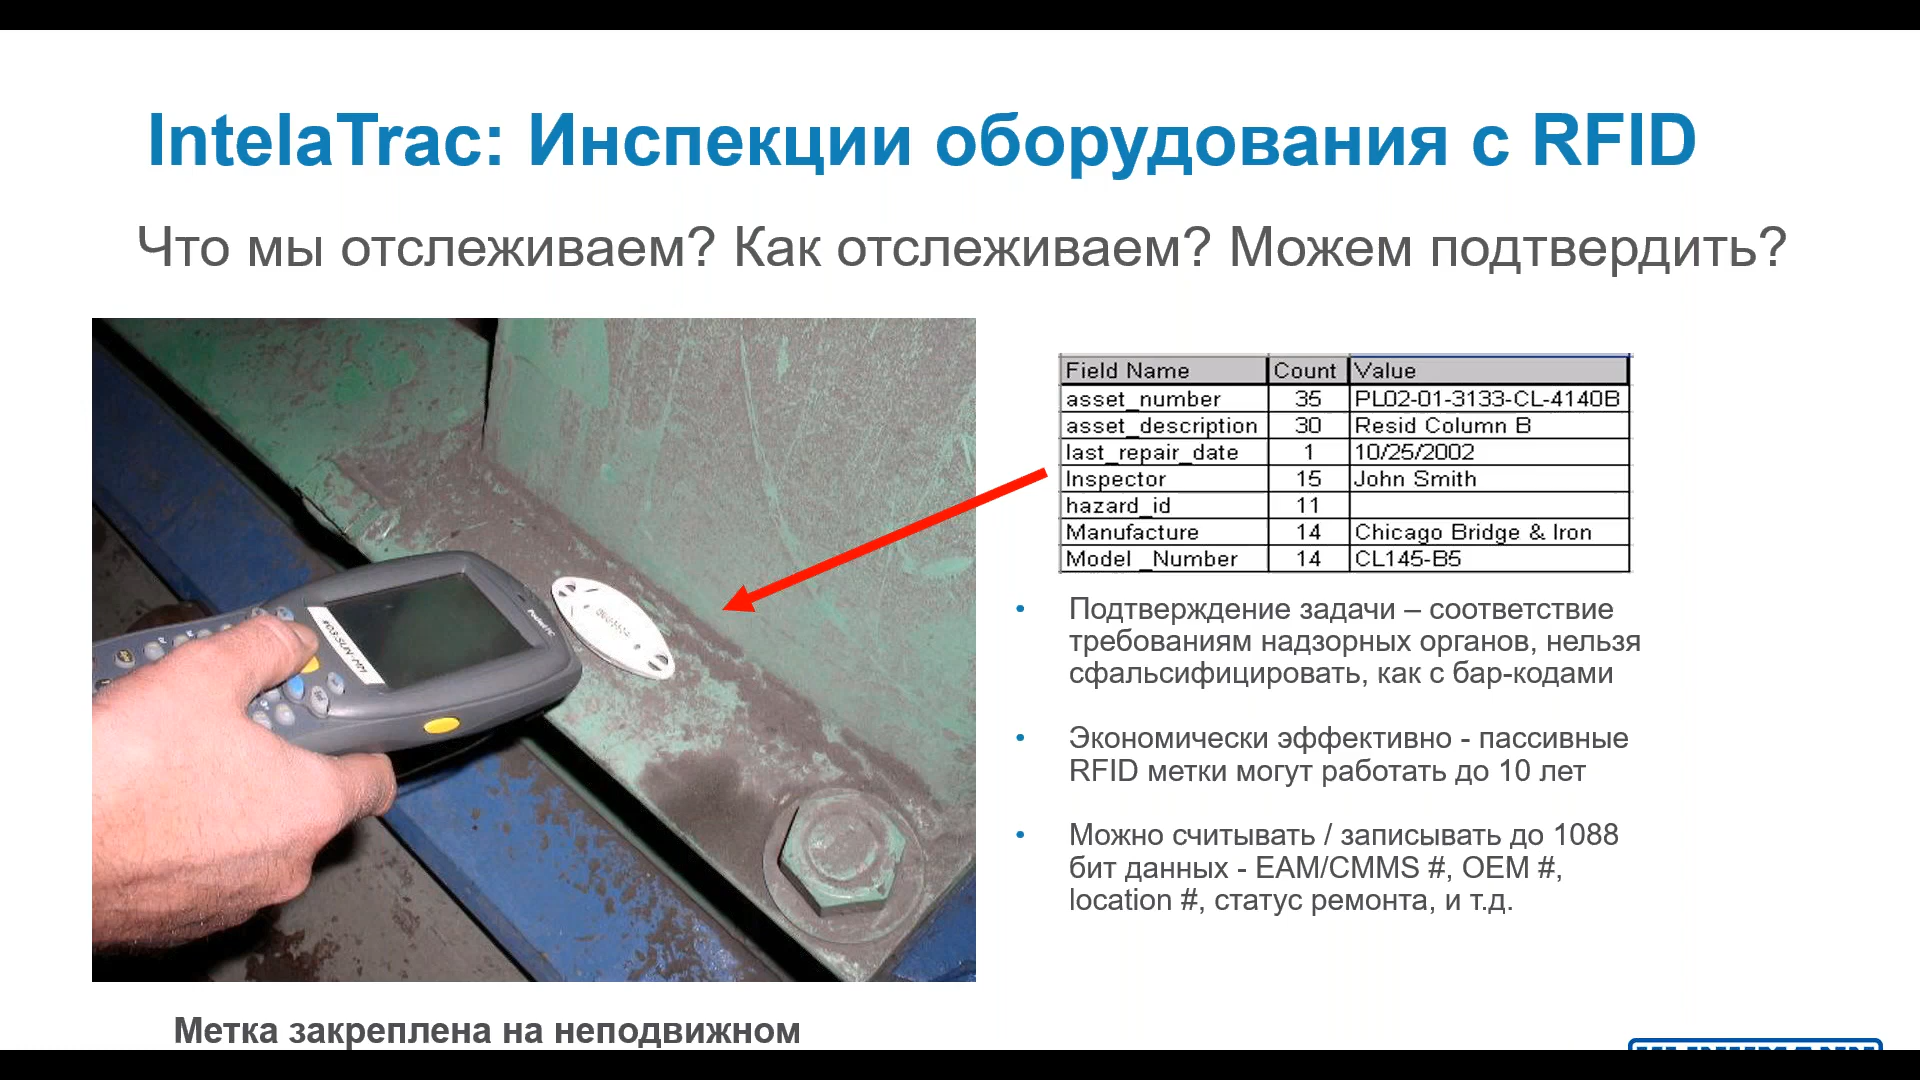 IntelaTrac: Инспекции оборудования с RFID
Что мы отслеживаем? Как отслеживаем? Можем подтвердить?
Field Name Count Value
asset_number 35 PL02-01-3133-CL-4140B
asset_description 30 Resid Column B
last_repair_date 1 10/25/2002
Inspector 15 John Smith
hazard_id 11
Manufacture 14 Chicago Bridge & Iron
Model _Number 14 CL145-B5
• Подтверждение задачи – соответствие
требованиям надзорных органов, нельзя
сфальсифицировать, как с бар-кодами
• Экономически эффективно - пассивные
RFID метки могут работать до 10 лет
• Можно считывать / записывать до 1088
бит данных - EAM/CMMS #, OEM #,
location #, статус ремонта, и т.д.
Pocket PC
Метка закреплена на неподвижном